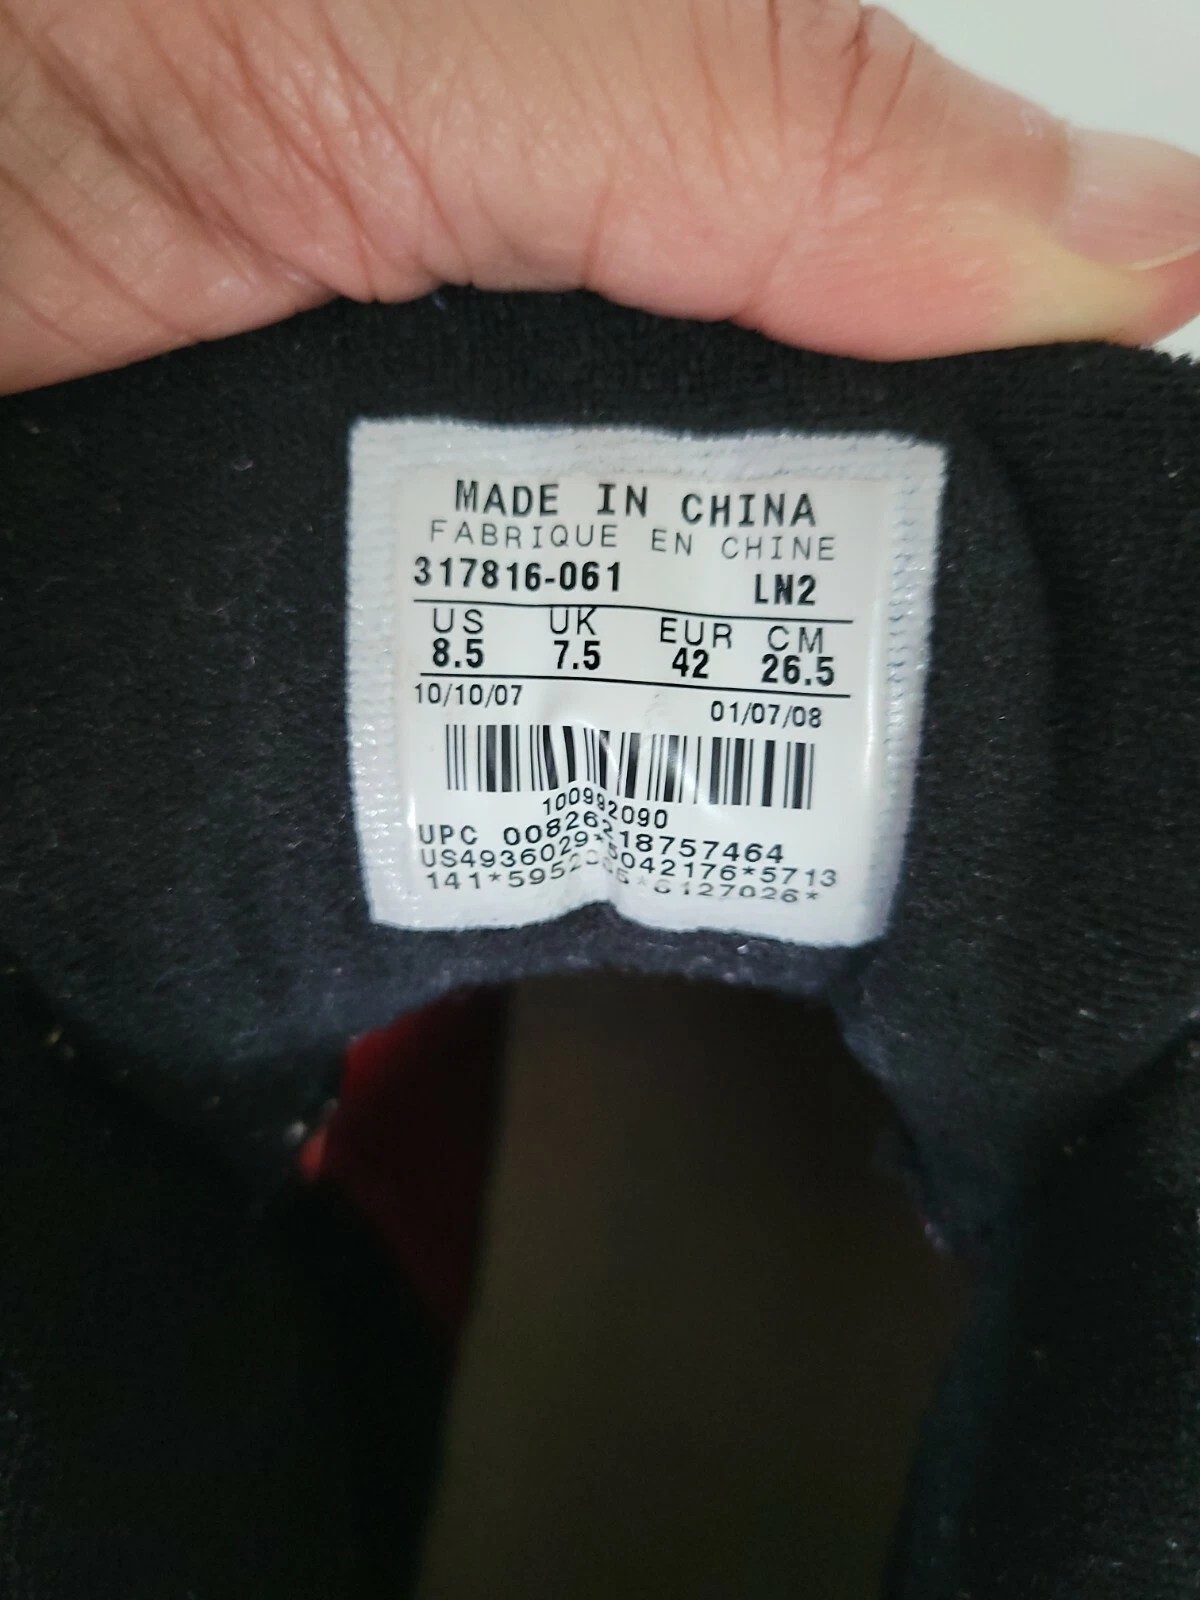 MADE IN CHINA
FABRIQUE EN CHINE
317816-061 LN2
US UK EUR CM
8.5 7.5 42 26.5
10/10/07 01/07/08
100992090
UPC